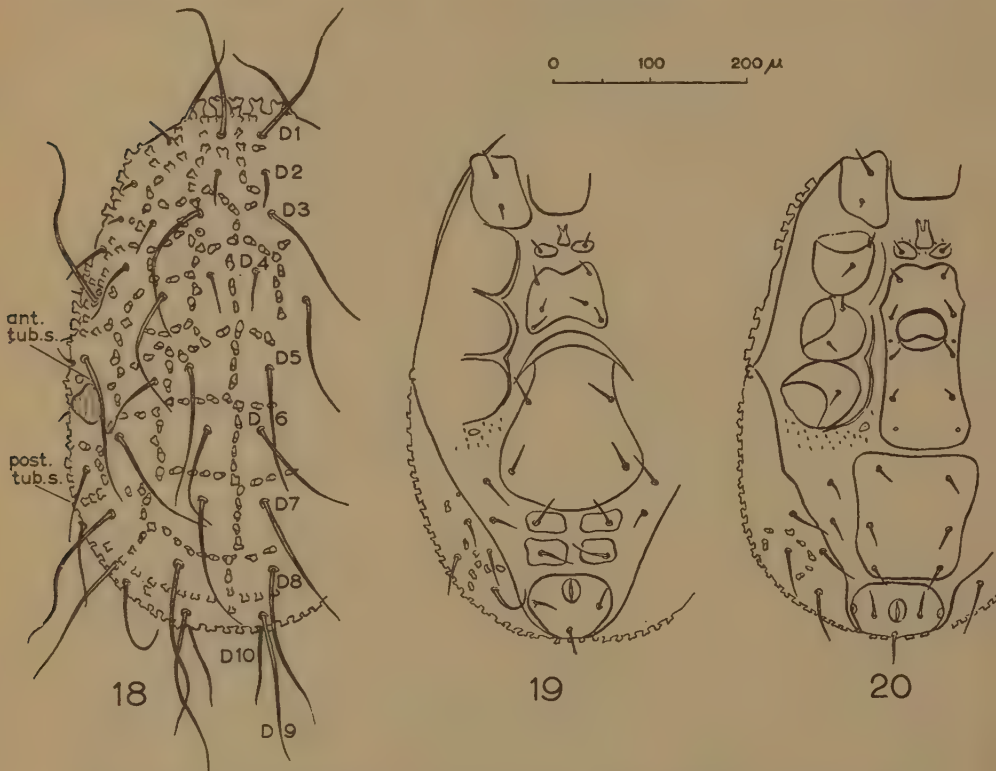 0 100 200 μ
D1
D2
D3
D4
D5
D6
D7
D8
D10
D9
ant.
tub.s.
post.
tub.s.
18
19
20